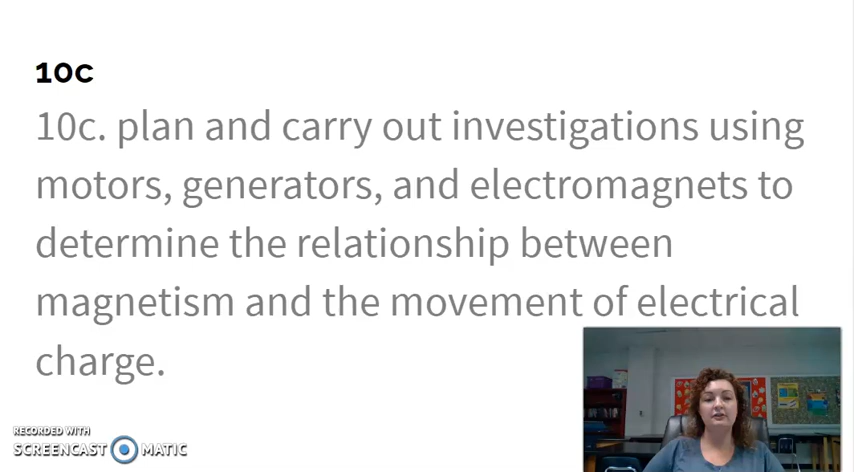 10c
10c. plan and carry out investigations using
motors, generators, and electromagnets to
determine the relationship between
magnetism and the movement of electrical
charge.
RECORDED WITH
SCREENCAST MATIC